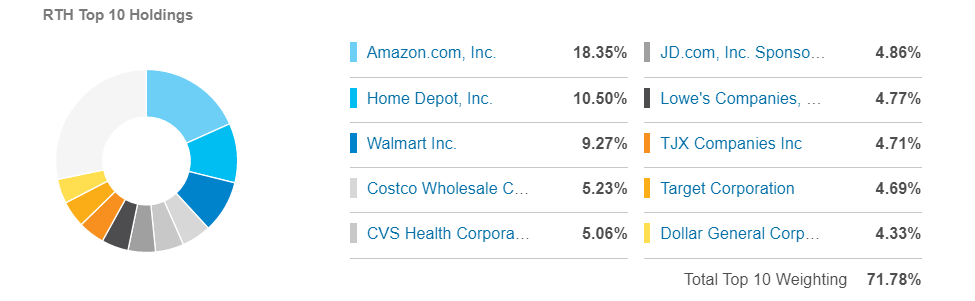 RTH Top 10 Holdings
Amazon.com, Inc. 18.35%
Home Depot, Inc. 10.50%
Walmart Inc. 9.27%
Costco Wholesale C... 5.23%
CVS Health Corpora... 5.06%
JD.com, Inc. Sponso... 4.86%
Lowe's Companies, ... 4.77%
TJX Companies Inc 4.71%
Target Corporation 4.69%
Dollar General Corp... 4.33%
Total Top 10 Weighting 71.78%